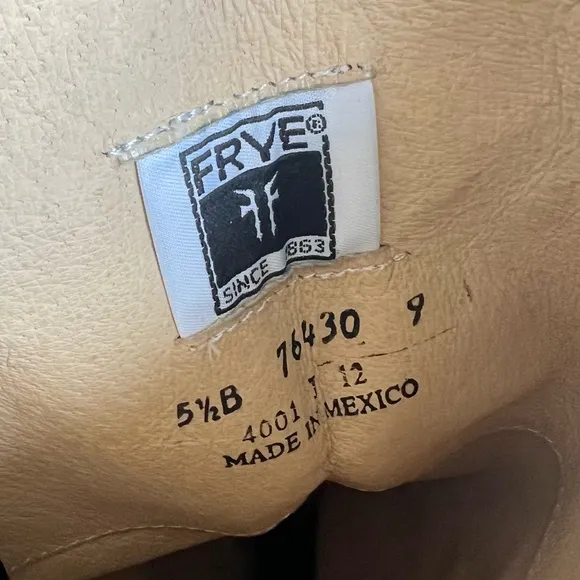 FRYE®
SINCE 1863
5½B 76430 9
4001 12
MADE IN MEXICO